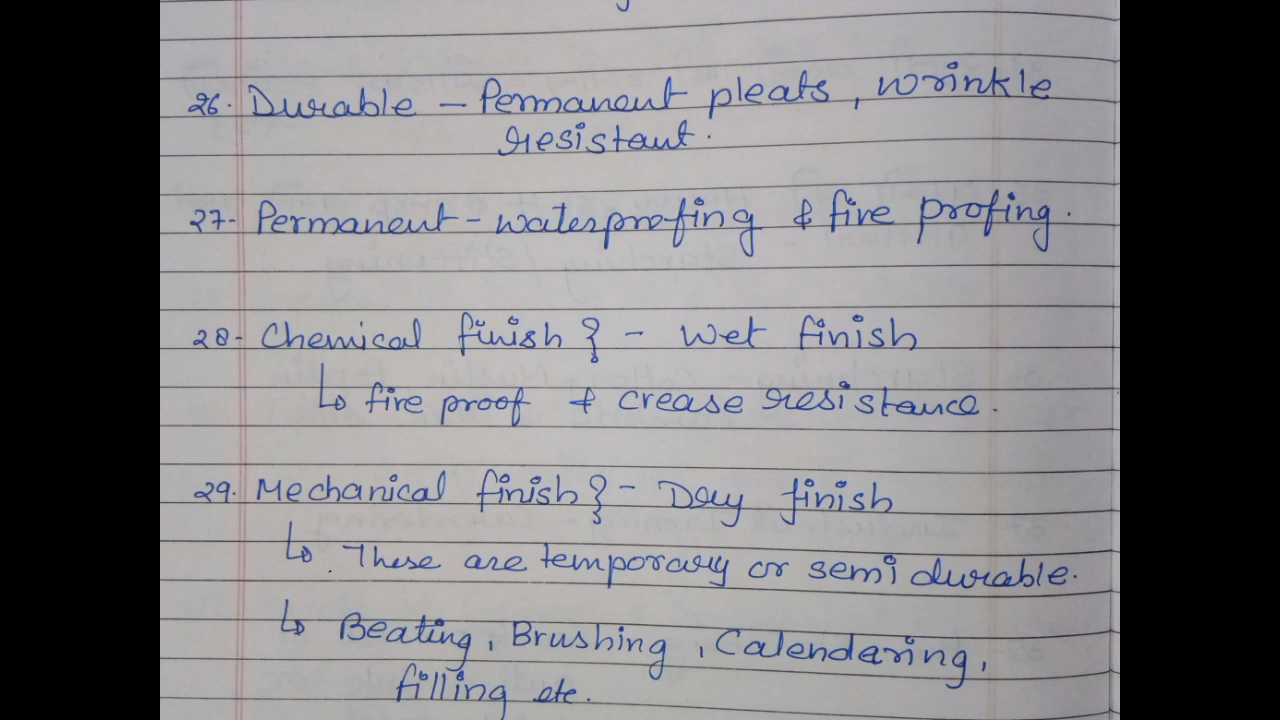 26. Durable - Permanent pleats, wrinkle
resistant.
27- Permanent - waterprofing & fire profing.
28- Chemical finish } - Wet finish
↳ fire proof & crease resistance.
29. Mechanical finish } - Dry finish
↳ These are temporary or semi durable.
↳ Beating, Brushing, Calendaring,
filling etc.